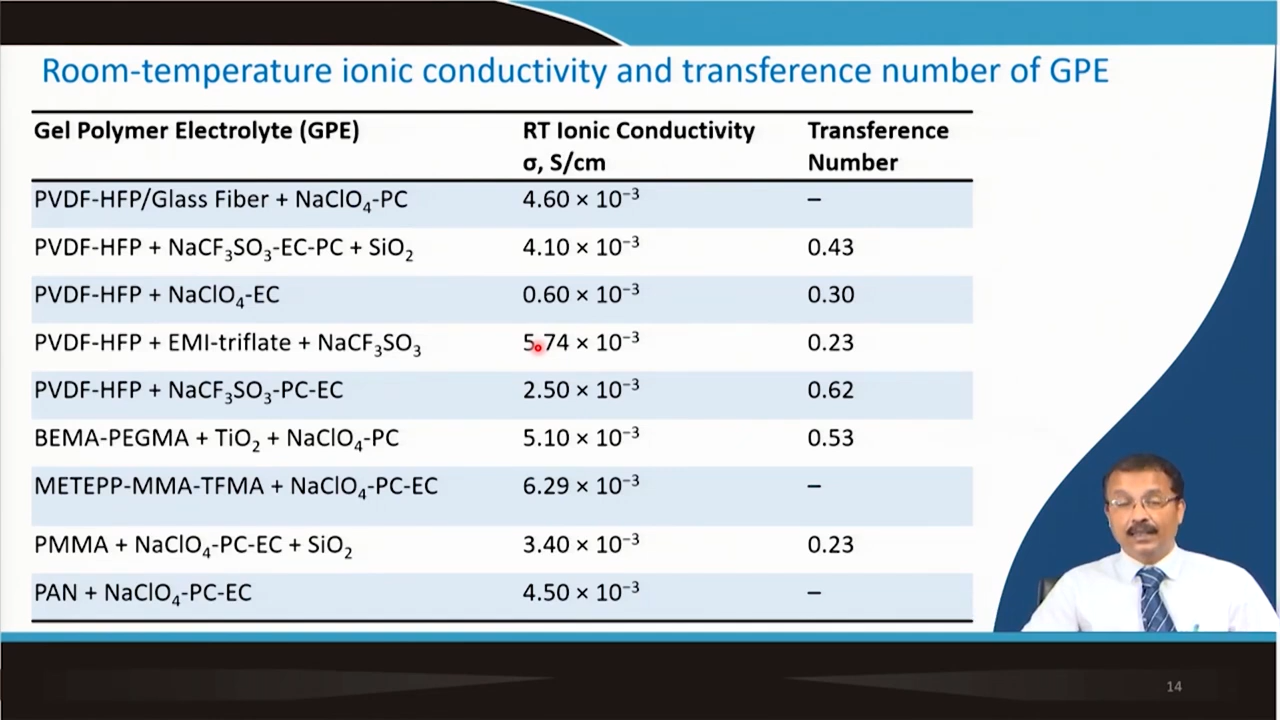 Room-temperature ionic conductivity and transference number of GPE
Gel Polymer Electrolyte (GPE) RT Ionic Conductivity Transference
σ, S/cm Number
PVDF-HFP/Glass Fiber + NaClO₄-PC 4.60 × 10⁻³ –
PVDF-HFP + NaCF₃SO₃-EC-PC + SiO₂ 4.10 × 10⁻³ 0.43
PVDF-HFP + NaClO₄-EC 0.60 × 10⁻³ 0.30
PVDF-HFP + EMI-triflate + NaCF₃SO₃ 5.74 × 10⁻³ 0.23
PVDF-HFP + NaCF₃SO₃-PC-EC 2.50 × 10⁻³ 0.62
BEMA-PEGMA + TiO₂ + NaClO₄-PC 5.10 × 10⁻³ 0.53
METEPP-MMA-TFMA + NaClO₄-PC-EC 6.29 × 10⁻³ –
PMMA + NaClO₄-PC-EC + SiO₂ 3.40 × 10⁻³ 0.23
PAN + NaClO₄-PC-EC 4.50 × 10⁻³ –
14